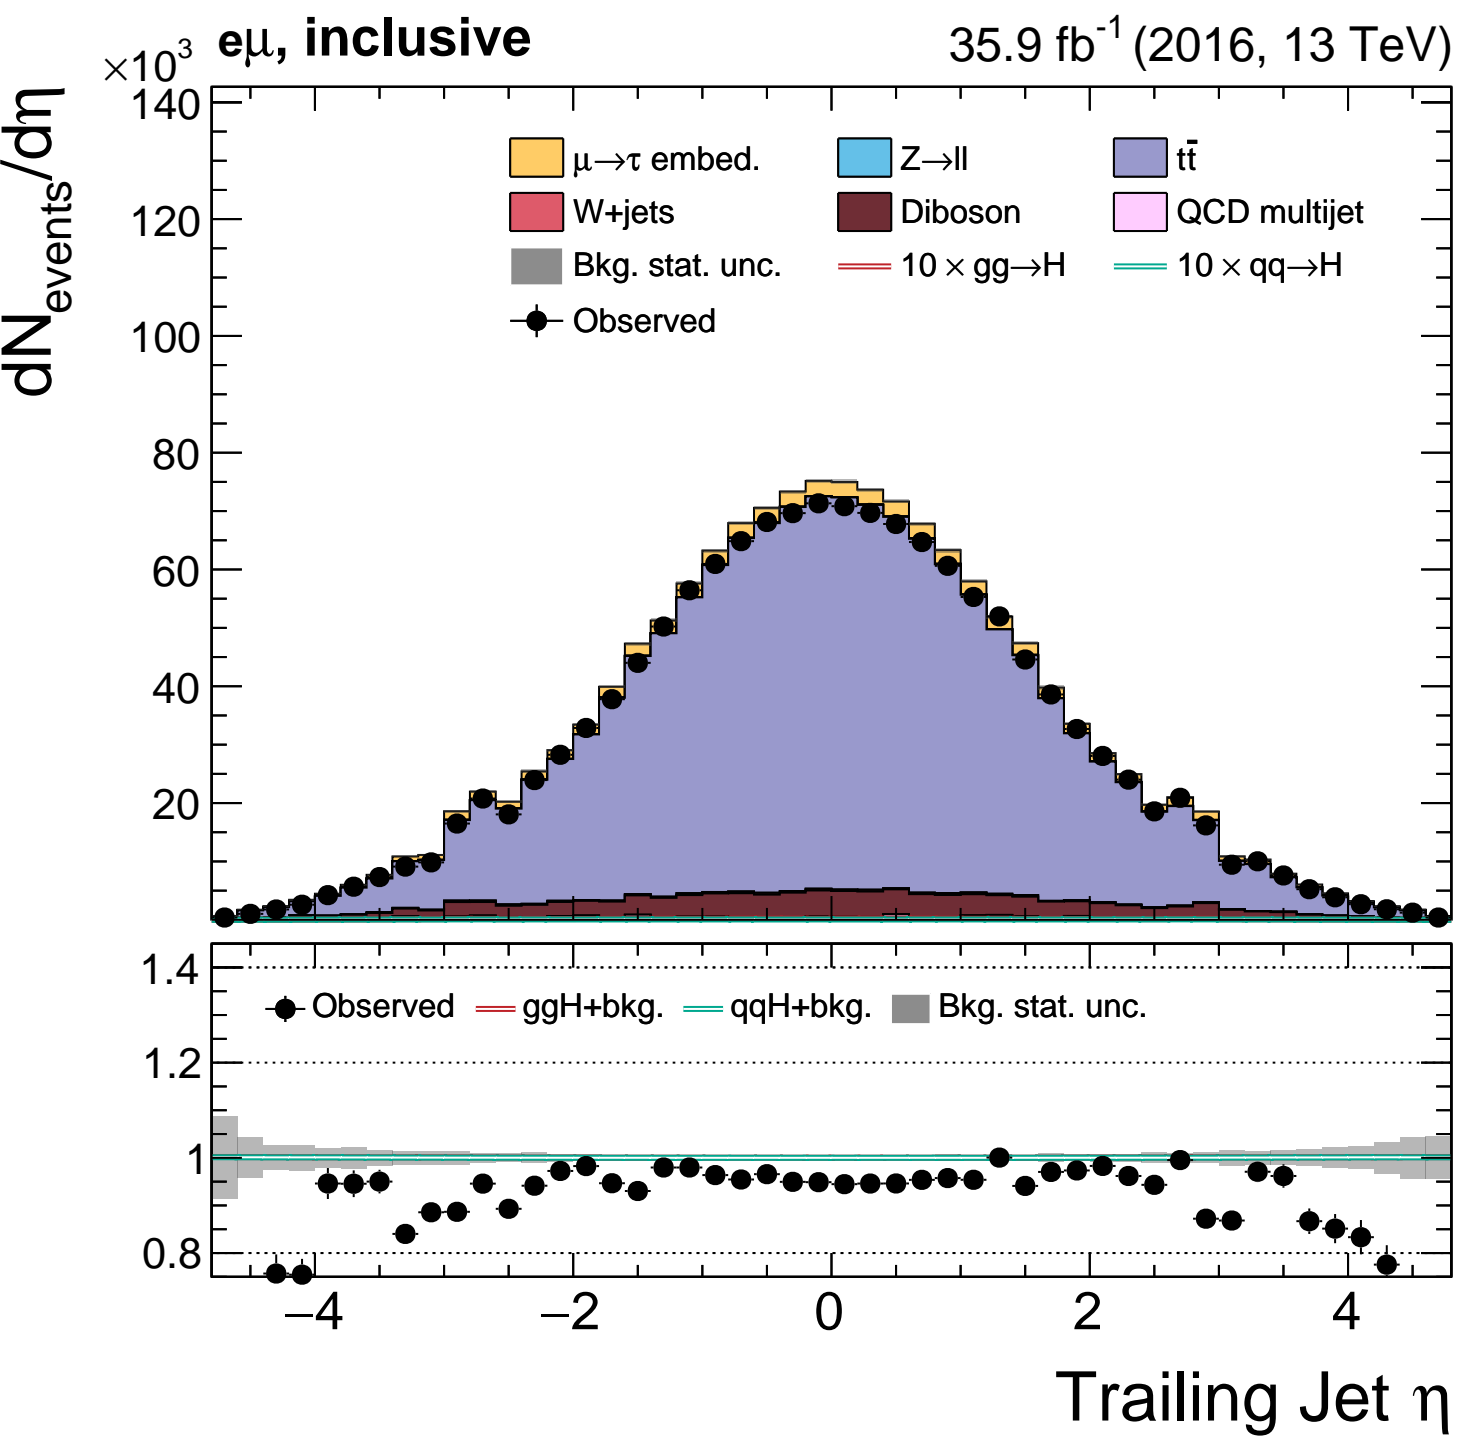 ×10³ eμ, inclusive 35.9 fb⁻¹ (2016, 13 TeV)
dN_events/dη
140
120
100
80
60
40
20
μ→τ embed. Z→ll tt̄
W+jets Diboson QCD multijet
Bkg. stat. unc. 10 × gg→H 10 × qq→H
Observed
1.4
1.2
1
0.8
Observed ggH+bkg. qqH+bkg. Bkg. stat. unc.
−4 −2 0 2 4
Trailing Jet η